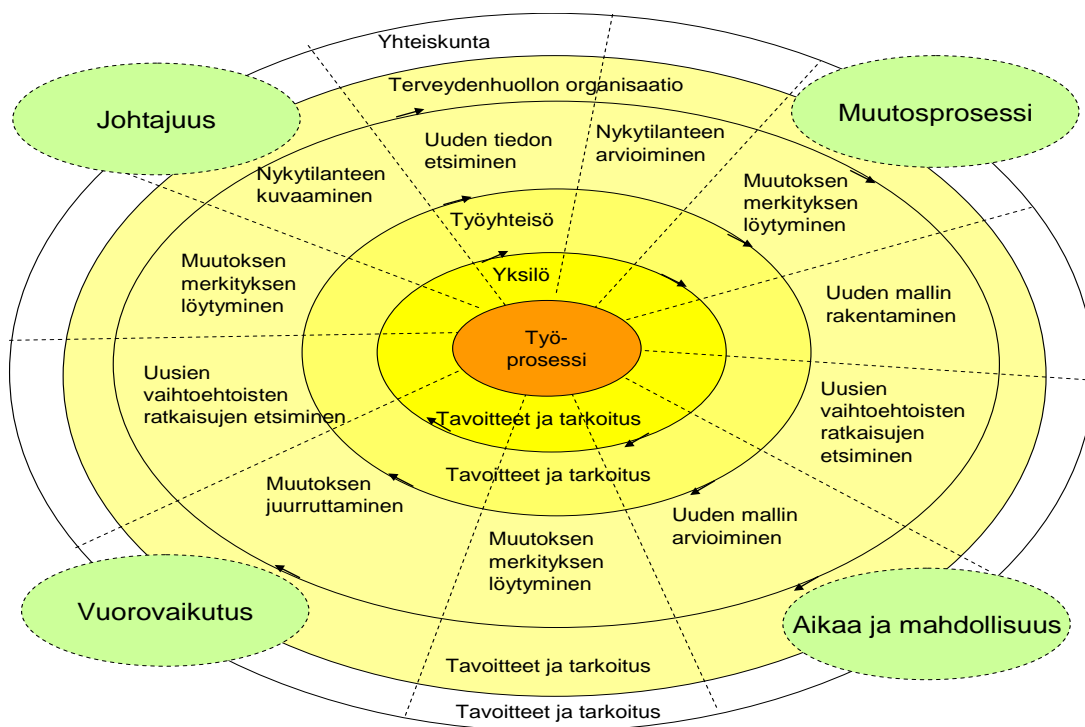 Yhteiskunta
Terveydenhuollon organisaatio
Johtajuus
Muutosprosessi
Uuden tiedon
etsiminen
Nykytilanteen
arvioiminen
Nykytilanteen
kuvaaminen
Muutoksen
merkityksen
löytyminen
Työyhteisö
Muutoksen
merkityksen
löytyminen
Yksilö
Uuden mallin
rakentaminen
Työ-
prosessi
Uusien
vaihtoehtoisten
ratkaisujen etsiminen
Uusien
vaihtoehtoisten
ratkaisujen
etsiminen
Tavoitteet ja tarkoitus
Tavoitteet ja tarkoitus
Muutoksen
juurruttaminen
Uuden mallin
arvioiminen
Muutoksen
merkityksen
löytyminen
Vuorovaikutus
Aikaa ja mahdollisuus
Tavoitteet ja tarkoitus
Tavoitteet ja tarkoitus